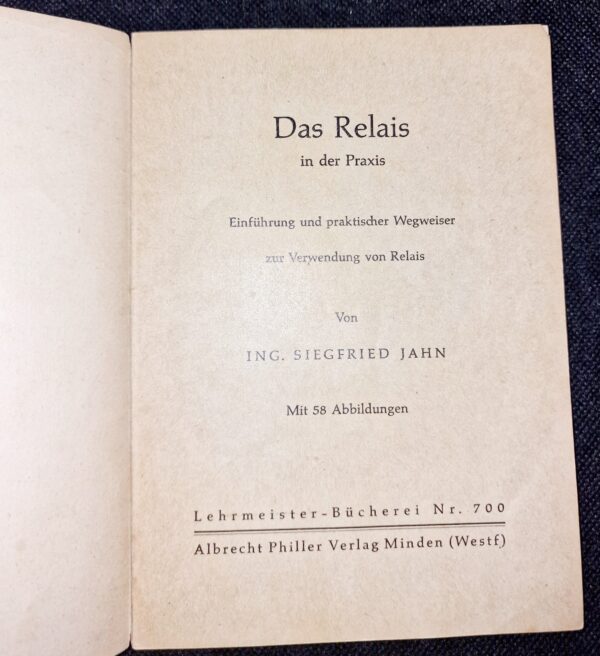 Das Relais
in der Praxis
Einführung und praktischer Wegweiser
zur Verwendung von Relais
Von
ING. SIEGFRIED JAHN
Mit 58 Abbildungen
Lehrmeister-Bücherei Nr. 700
Albrecht Philler Verlag Minden (Westf)